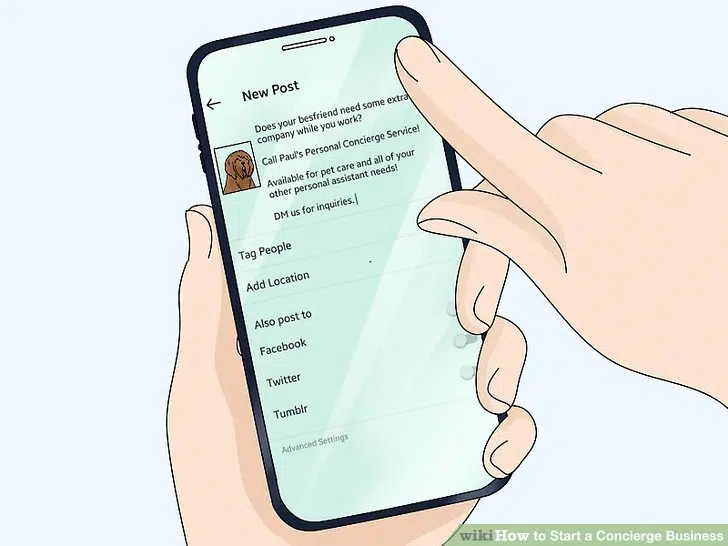 New Post
Does your besfriend need some extra
company while you work?
Call Paul's Personal Concierge Service!
Available for pet care and all of your
other personal assistant needs!
DM us for inquiries.
Tag People
Add Location
Also post to
Facebook
Twitter
Tumblr
Advanced Settings
wikiHow to Start a Concierge Business